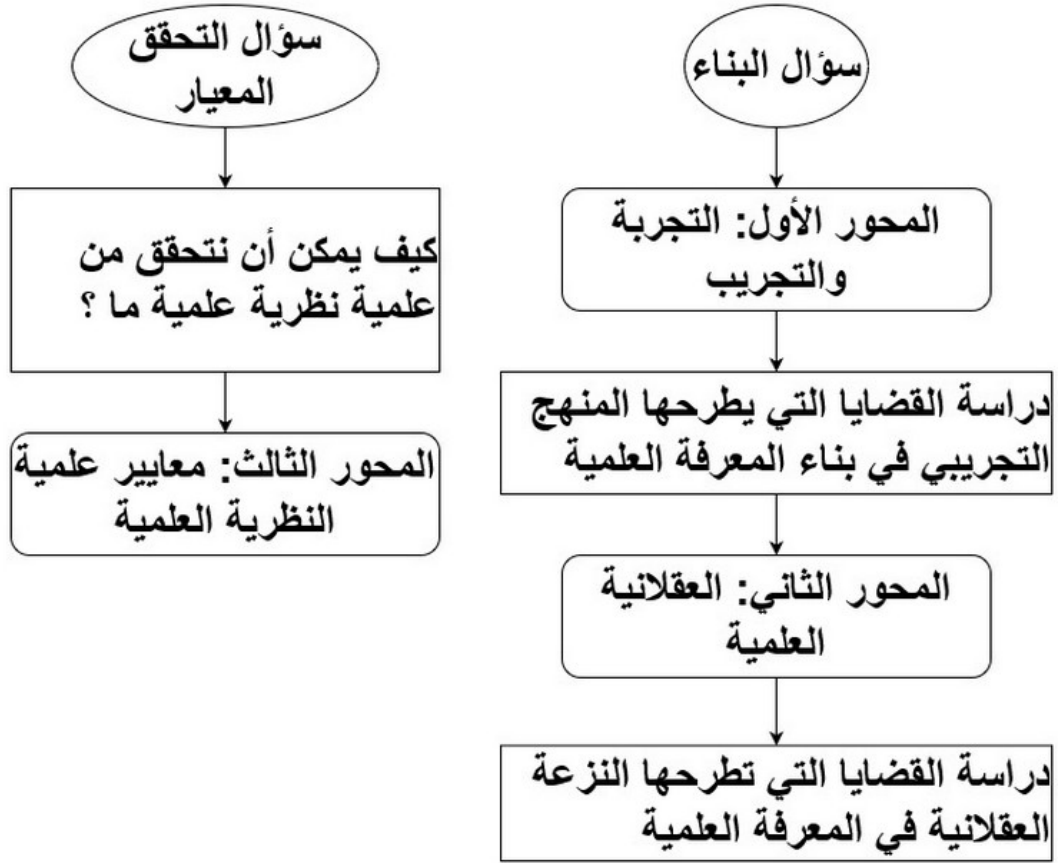 سؤال البناء
المحور الأول: التجربة
والتجريب
دراسة القضايا التي يطرحها المنهج
التجريبي في بناء المعرفة العلمية
المحور الثاني: العقلانية
العلمية
دراسة القضايا التي تطرحها النزعة
العقلانية في المعرفة العلمية
سؤال التحقق
المعيار
كيف يمكن أن نتحقق من
علمية نظرية علمية ما ؟
المحور الثالث: معايير علمية
النظرية العلمية